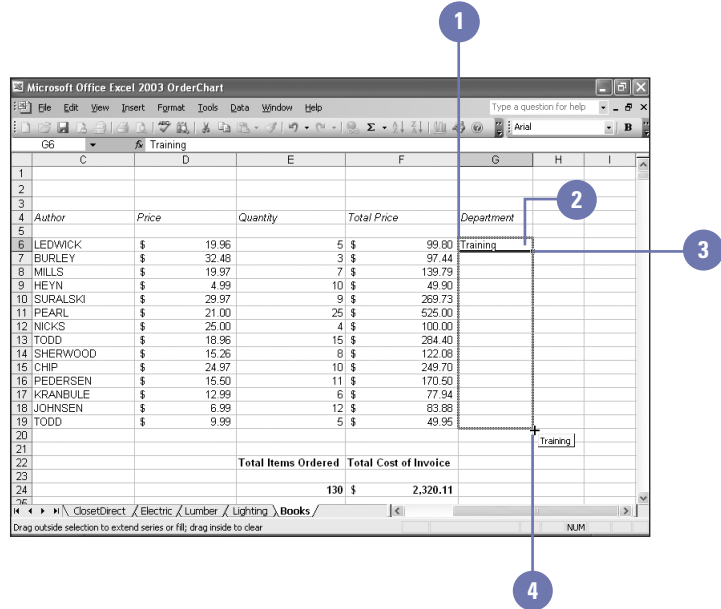 1
Microsoft Office Excel 2003 OrderChart
File Edit View Insert Format Tools Data Window Help Type a question for help
Σ Arial B
G6 fx Training
C D E F G H I
1
2
2
3
4 Author Price Quantity Total Price Department
5
6 LEDWICK $ 19.96 5 $ 99.80 Training
3
7 BURLEY $ 32.48 3 $ 97.44
8 MILLS $ 19.97 7 $ 139.79
9 HEYN $ 4.99 10 $ 49.90
10 SURALSKI $ 29.97 9 $ 269.73
11 PEARL $ 21.00 25 $ 525.00
12 NICKS $ 25.00 4 $ 100.00
13 TODD $ 18.96 15 $ 284.40
14 SHERWOOD $ 15.26 8 $ 122.08
15 CHIP $ 24.97 10 $ 249.70
16 PEDERSEN $ 15.50 11 $ 170.50
17 KRANBULE $ 12.99 6 $ 77.94
18 JOHNSEN $ 6.99 12 $ 83.88
19 TODD $ 9.99 5 $ 49.95
20
Training
21
22 Total Items Ordered Total Cost of Invoice
23
24 130 $ 2,320.11
25
ClosetDirect Electric Lumber Lighting Books
Drag outside selection to extend series or fill; drag inside to clear NUM
4